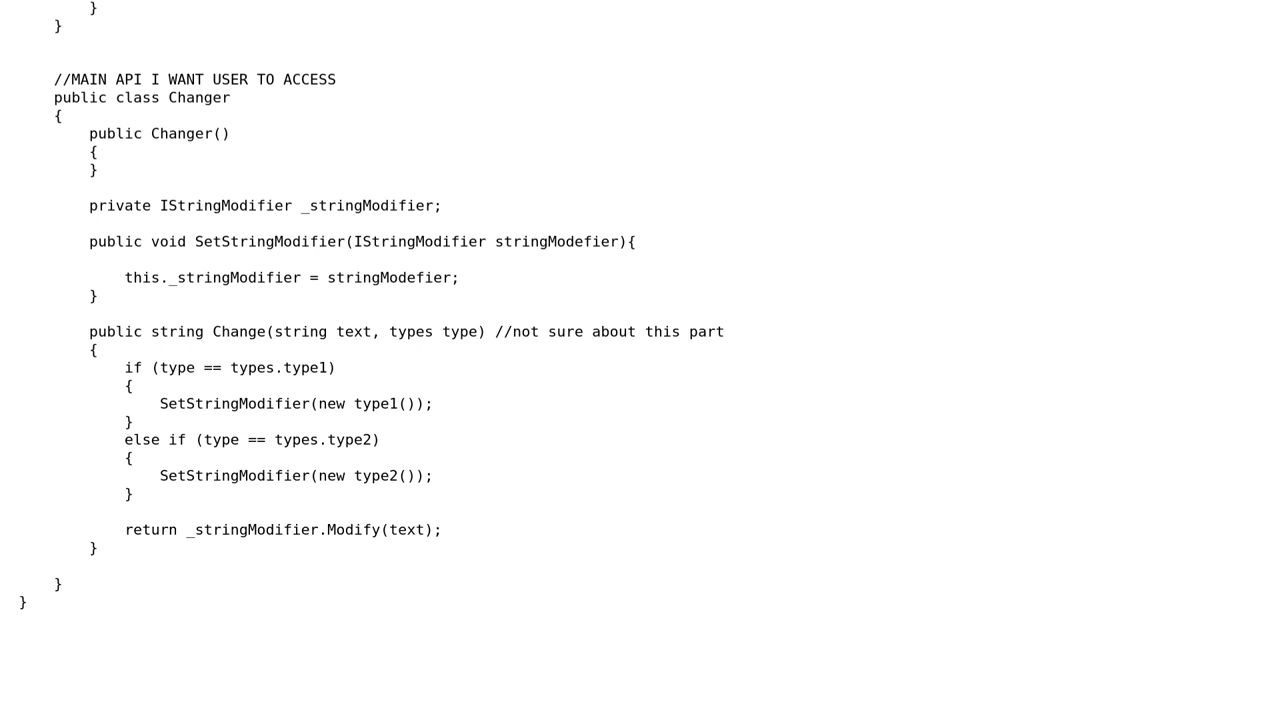 }
    }

    //MAIN API I WANT USER TO ACCESS
    public class Changer
    {
        public Changer()
        {
        }

        private IStringModifier _stringModifier;

        public void SetStringModifier(IStringModifier stringModefier){

            this._stringModifier = stringModefier;
        }

        public string Change(string text, types type) //not sure about this part
        {
            if (type == types.type1)
            {
                SetStringModifier(new type1());
            }
            else if (type == types.type2)
            {
                SetStringModifier(new type2());
            }

            return _stringModifier.Modify(text);
        }

    }
}